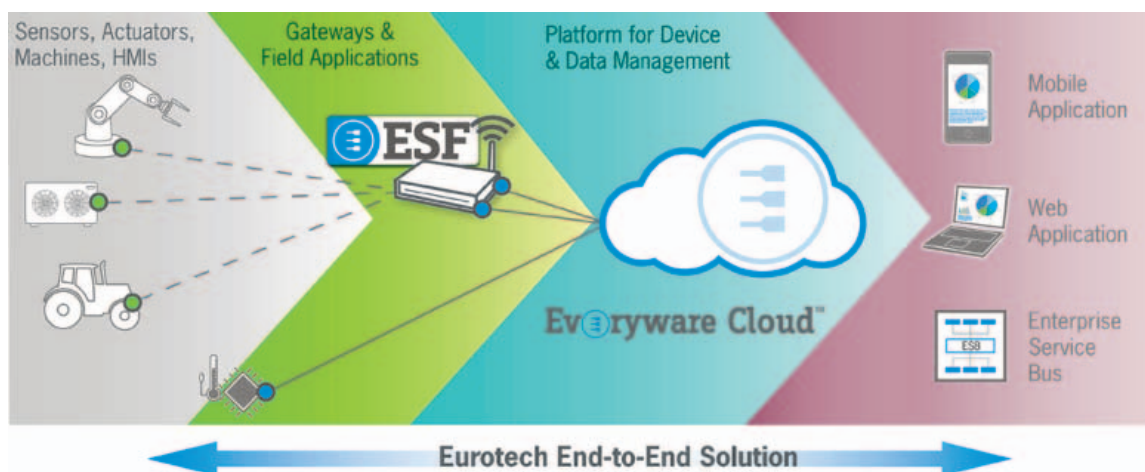 Sensors, Actuators,
Machines, HMIs
Gateways &
Field Applications
Platform for Device
& Data Management
ESF
Everyware Cloud™
Mobile
Application
Web
Application
ESB
Enterprise
Service
Bus
Eurotech End-to-End Solution